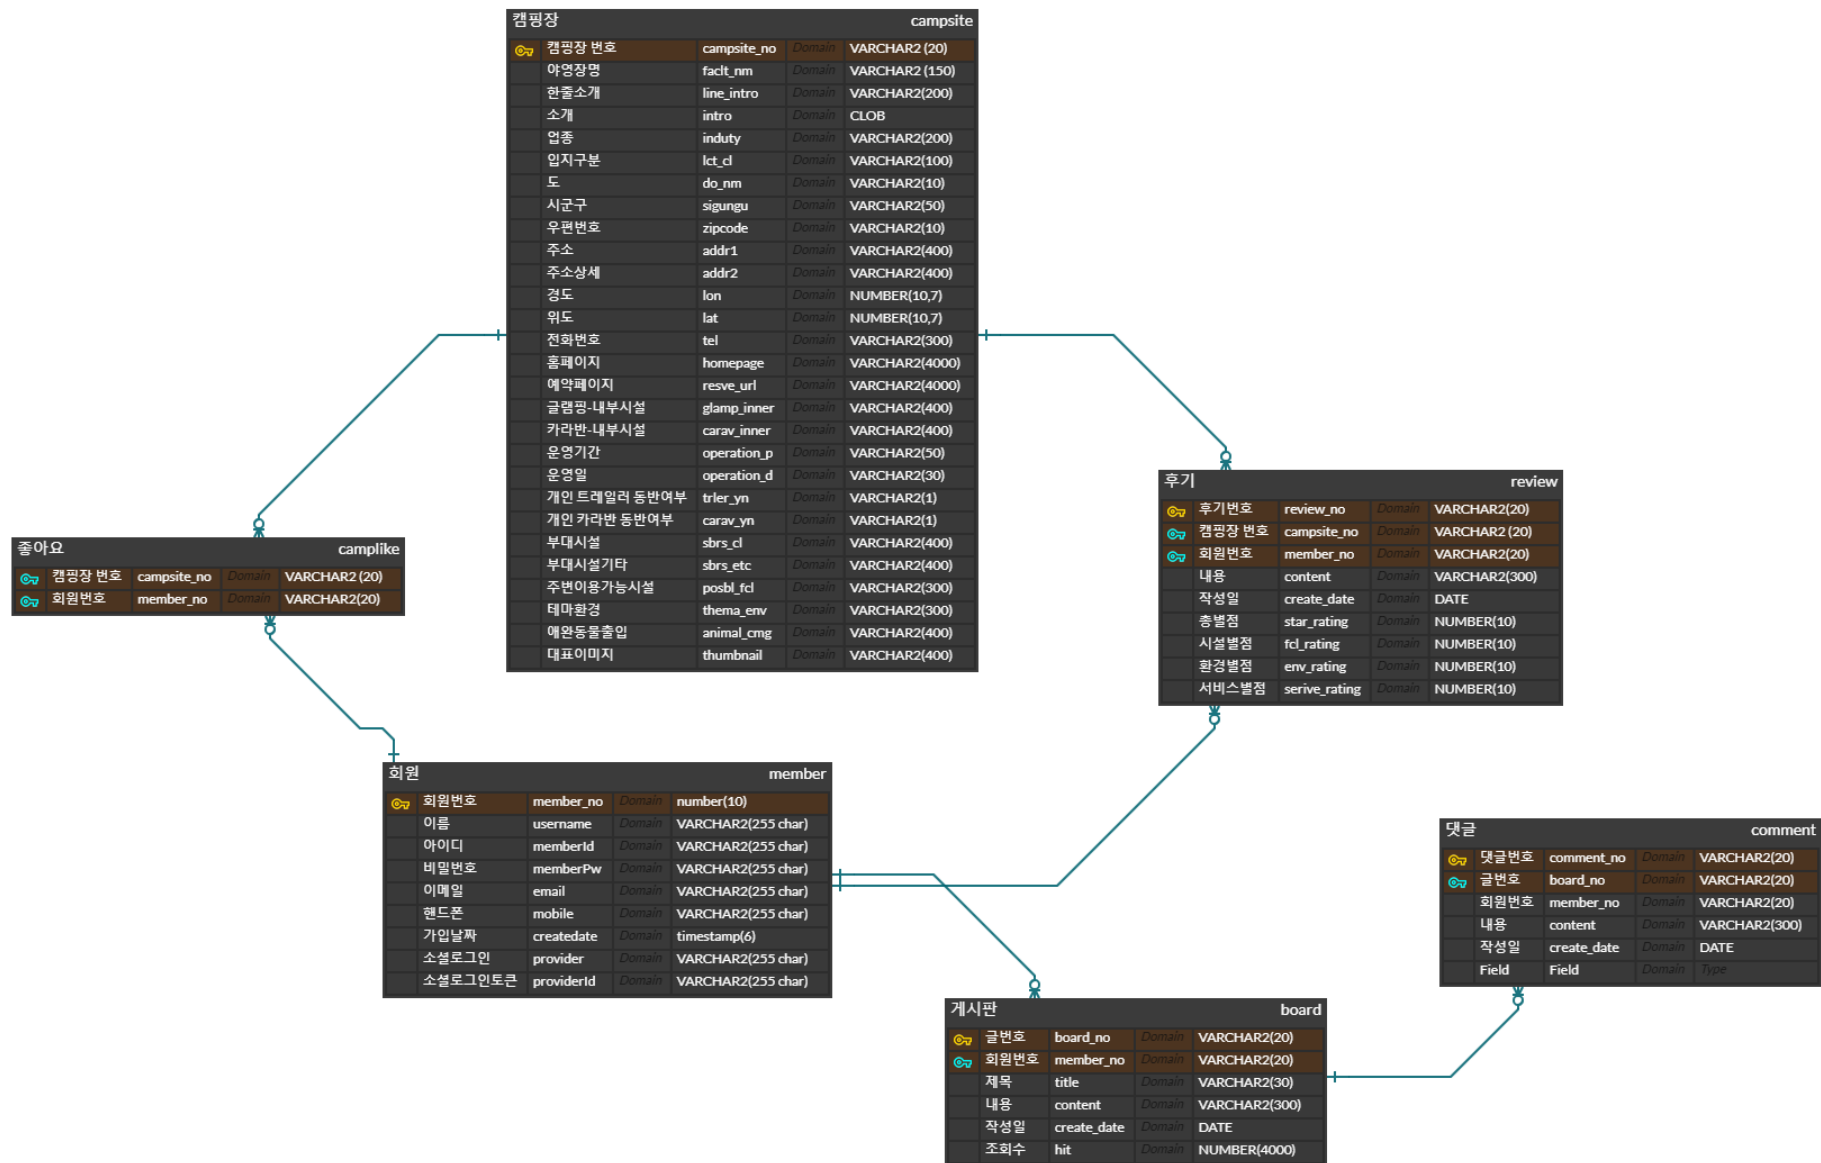 캠핑장 campsite
캠핑장 번호 campsite_no Domain VARCHAR2 (20)
야영장명 faclt_nm Domain VARCHAR2 (150)
한줄소개 line_intro Domain VARCHAR2(200)
소개 intro Domain CLOB
업종 induty Domain VARCHAR2(200)
입지구분 lct_cl Domain VARCHAR2(100)
도 do_nm Domain VARCHAR2(10)
시군구 sigungu Domain VARCHAR2(50)
우편번호 zipcode Domain VARCHAR2(10)
주소 addr1 Domain VARCHAR2(400)
주소상세 addr2 Domain VARCHAR2(400)
경도 lon Domain NUMBER(10,7)
위도 lat Domain NUMBER(10,7)
전화번호 tel Domain VARCHAR2(300)
홈페이지 homepage Domain VARCHAR2(4000)
예약페이지 resve_url Domain VARCHAR2(4000)
글램핑-내부시설 glamp_inner Domain VARCHAR2(400)
카라반-내부시설 carav_inner Domain VARCHAR2(400)
운영기간 operation_p Domain VARCHAR2(50)
운영일 operation_d Domain VARCHAR2(30)
개인 트레일러 동반여부 trler_yn Domain VARCHAR2(1)
개인 카라반 동반여부 carav_yn Domain VARCHAR2(1)
부대시설 sbrs_cl Domain VARCHAR2(400)
부대시설기타 sbrs_etc Domain VARCHAR2(400)
주변이용가능시설 posbl_fcl Domain VARCHAR2(300)
테마환경 thema_env Domain VARCHAR2(300)
애완동물출입 animal_cmg Domain VARCHAR2(400)
대표이미지 thumbnail Domain VARCHAR2(400)
후기 review
후기번호 review_no Domain VARCHAR2(20)
캠핑장 번호 campsite_no Domain VARCHAR2 (20)
회원번호 member_no Domain VARCHAR2(20)
내용 content Domain VARCHAR2(300)
작성일 create_date Domain DATE
총별점 star_rating Domain NUMBER(10)
시설별점 fcl_rating Domain NUMBER(10)
환경별점 env_rating Domain NUMBER(10)
서비스별점 serive_rating Domain NUMBER(10)
좋아요 camplike
캠핑장 번호 campsite_no Domain VARCHAR2 (20)
회원번호 member_no Domain VARCHAR2(20)
회원 member
회원번호 member_no Domain number(10)
이름 username Domain VARCHAR2(255 char)
아이디 memberId Domain VARCHAR2(255 char)
비밀번호 memberPw Domain VARCHAR2(255 char)
이메일 email Domain VARCHAR2(255 char)
핸드폰 mobile Domain VARCHAR2(255 char)
가입날짜 createdate Domain timestamp(6)
소셜로그인 provider Domain VARCHAR2(255 char)
소셜로그인토큰 providerId Domain VARCHAR2(255 char)
댓글 comment
댓글번호 comment_no Domain VARCHAR2(20)
글번호 board_no Domain VARCHAR2(20)
회원번호 member_no Domain VARCHAR2(20)
내용 content Domain VARCHAR2(300)
작성일 create_date Domain DATE
Field Field Domain Type
게시판 board
글번호 board_no Domain VARCHAR2(20)
회원번호 member_no Domain VARCHAR2(20)
제목 title Domain VARCHAR2(30)
내용 content Domain VARCHAR2(300)
작성일 create_date Domain DATE
조회수 hit Domain NUMBER(4000)